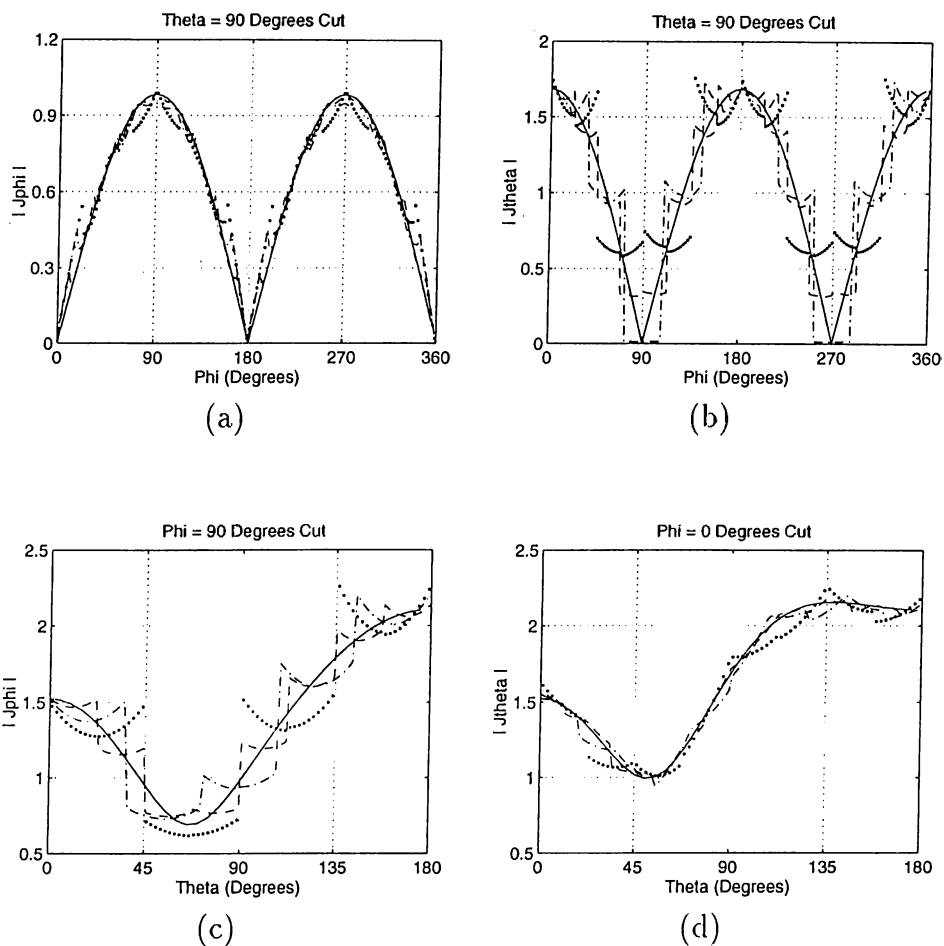 Theta = 90 Degrees Cut
1.2
0.9
0.6
0.3
0
| Jphi |
0 90 180 270 360
Phi (Degrees)
(a)
Theta = 90 Degrees Cut
2
1.5
1
0.5
0
| Jtheta |
0 90 180 270 360
Phi (Degrees)
(b)
Phi = 90 Degrees Cut
2.5
2
1.5
1
0.5
| Jphi |
0 45 90 135 180
Theta (Degrees)
(c)
Phi = 0 Degrees Cut
2.5
2
1.5
1
0.5
| Jtheta |
0 45 90 135 180
Theta (Degrees)
(d)